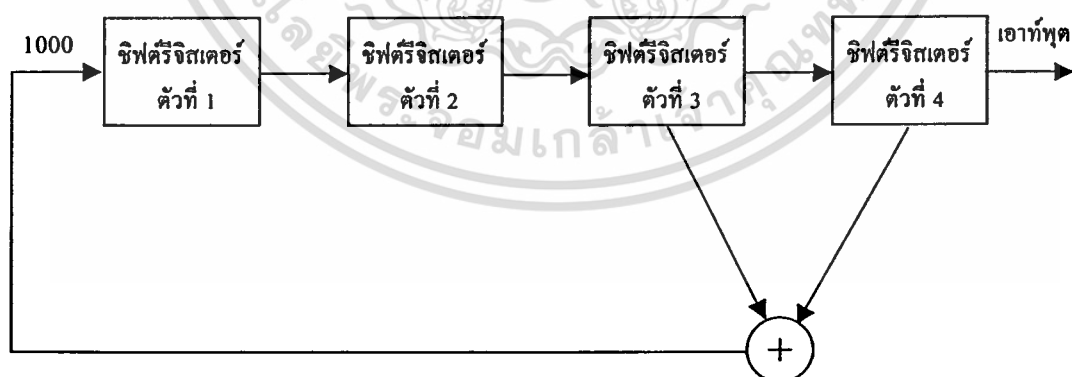 1000
ชิฟต์รีจิสเตอร์
ตัวที่ 1
ชิฟต์รีจิสเตอร์
ตัวที่ 2
ชิฟต์รีจิสเตอร์
ตัวที่ 3
ชิฟต์รีจิสเตอร์
ตัวที่ 4
เอาท์พุต
+